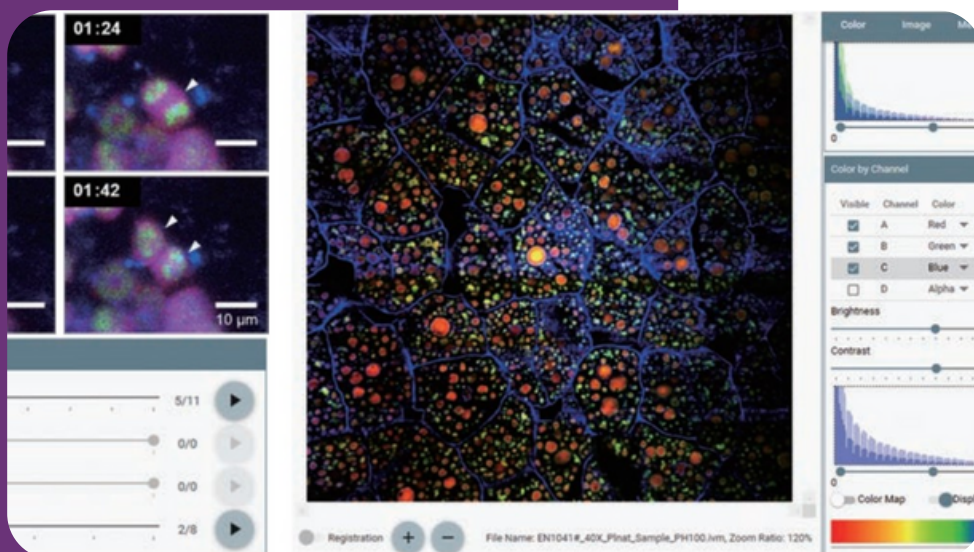 01:24
01:42
10 μm
5/11
0/0
0/0
2/8
Registration
+
−
File Name: EN1041#_40X_Plnat_Sample_PH100.ivm, Zoom Ratio: 120%
Color Image
0
Color by Channel
Visible Channel Color
A Red
B Green
C Blue
D Alpha
Brightness
Contrast
0
Color Map